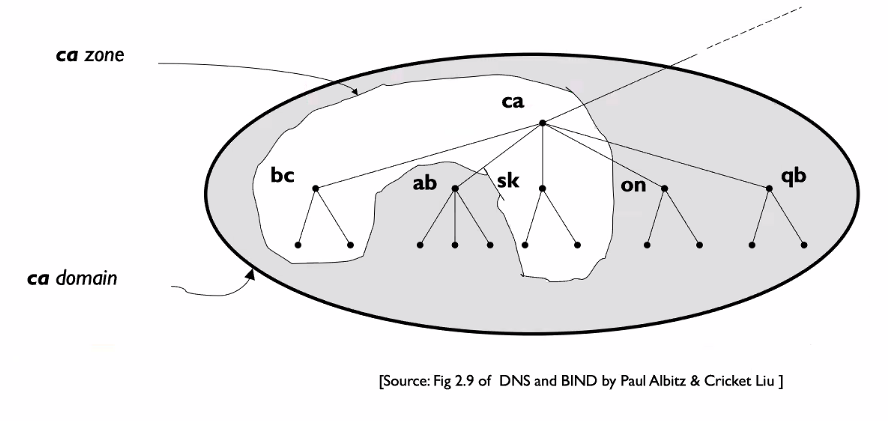 ca zone
ca
bc
ab
sk
on
qb
ca domain
[Source: Fig 2.9 of DNS and BIND by Paul Albitz & Cricket Liu ]